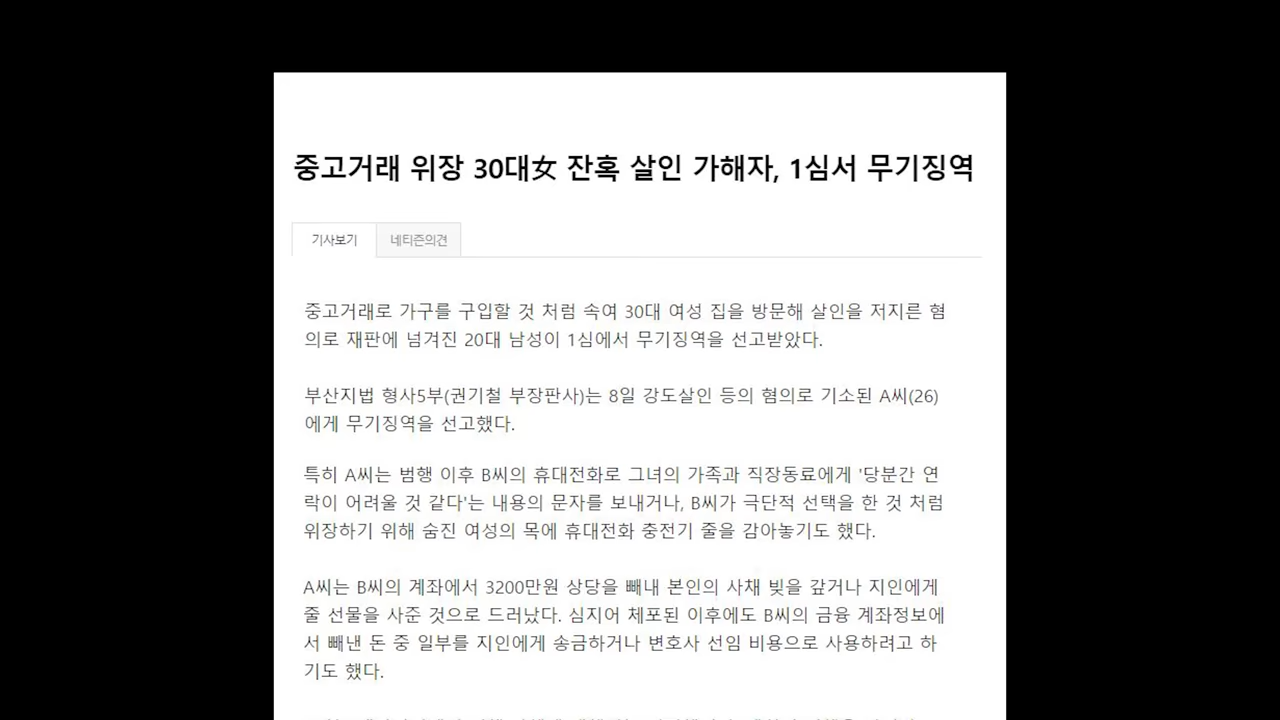 중고거래 위장 30대女 잔혹 살인 가해자, 1심서 무기징역
기사보기 네티즌의견
중고거래로 가구를 구입할 것 처럼 속여 30대 여성 집을 방문해 살인을 저지른 혐
의로 재판에 넘겨진 20대 남성이 1심에서 무기징역을 선고받았다.
부산지법 형사5부(권기철 부장판사)는 8일 강도살인 등의 혐의로 기소된 A씨(26)
에게 무기징역을 선고했다.
특히 A씨는 범행 이후 B씨의 휴대전화로 그녀의 가족과 직장동료에게 '당분간 연
락이 어려울 것 같다'는 내용의 문자를 보내거나, B씨가 극단적 선택을 한 것 처럼
위장하기 위해 숨진 여성의 목에 휴대전화 충전기 줄을 감아놓기도 했다.
A씨는 B씨의 계좌에서 3200만원 상당을 빼내 본인의 사채 빚을 갚거나 지인에게
줄 선물을 사준 것으로 드러났다. 심지어 체포된 이후에도 B씨의 금융 계좌정보에
서 빼낸 돈 중 일부를 지인에게 송금하거나 변호사 선임 비용으로 사용하려고 하
기도 했다.